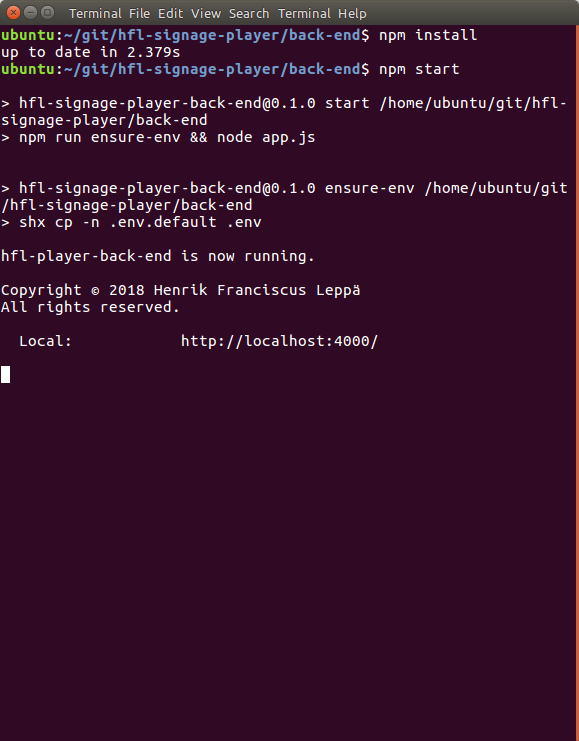 Terminal File Edit View Search Terminal Help
ubuntu:~/git/hfl-signage-player/back-end$ npm install
up to date in 2.379s
ubuntu:~/git/hfl-signage-player/back-end$ npm start
> hfl-signage-player-back-end@0.1.0 start /home/ubuntu/git/hfl-
signage-player/back-end
> npm run ensure-env && node app.js
> hfl-signage-player-back-end@0.1.0 ensure-env /home/ubuntu/git
/hfl-signage-player/back-end
> shx cp -n .env.default .env
hfl-player-back-end is now running.
Copyright © 2018 Henrik Franciscus Leppä
All rights reserved.
Local: http://localhost:4000/